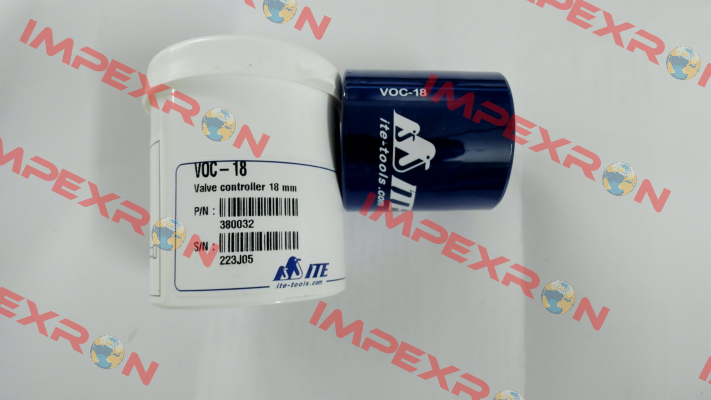 VOC-18
Valve controller 18 mm
P/N :
380032
S/N :
223J05
ITE
ite-tools.com
VOC-18
ITE
ite-tools.com
IMPEXRON
IMPEXRON
IMPEXRON
IMPEXRON
IMPEXRON
IMPEXRON
IMPEXRON
IMPEXRON